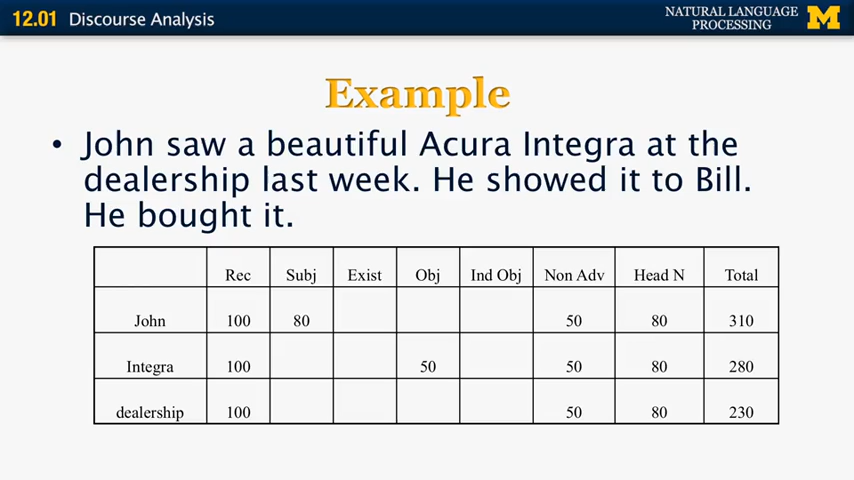 12.01 Discourse Analysis
NATURAL LANGUAGE
PROCESSING
M
Example
• John saw a beautiful Acura Integra at the
dealership last week. He showed it to Bill.
He bought it.
Rec Subj Exist Obj Ind Obj Non Adv Head N Total
John 100 80 50 80 310
Integra 100 50 50 80 280
dealership 100 50 80 230